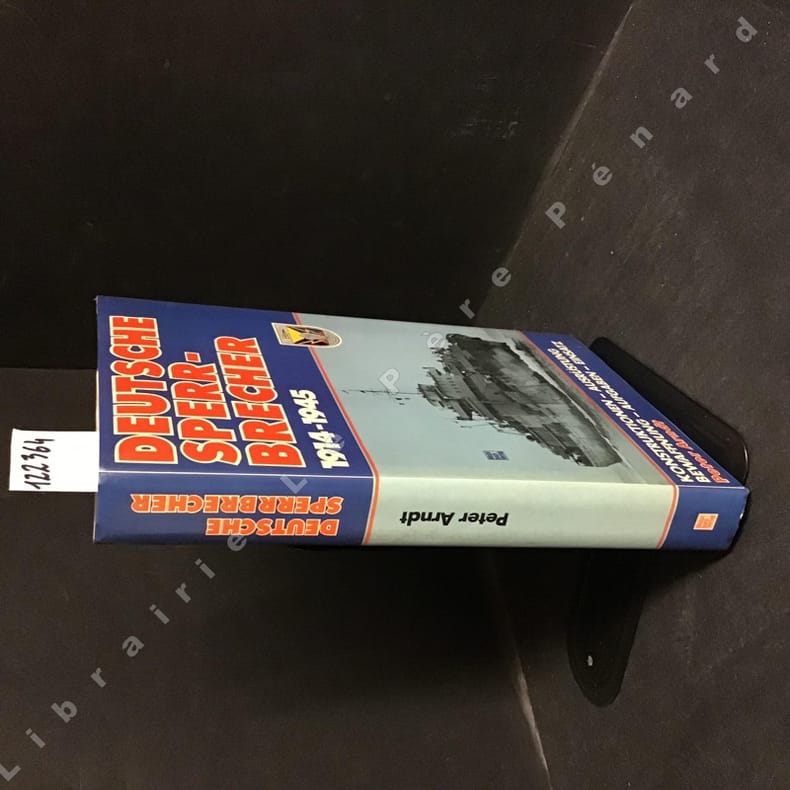 DEUTSCHE
SPERR-
BRECHER
1914-1945
KONSTRUKTIONEN - AUSRÜSTUNG
BEWAFFNUNG - AUFGABEN - EINSATZ
Peter Arndt
DEUTSCHE
SPERRBRECHER
Peter Arndt
122364
Librairie Le Père Pénard